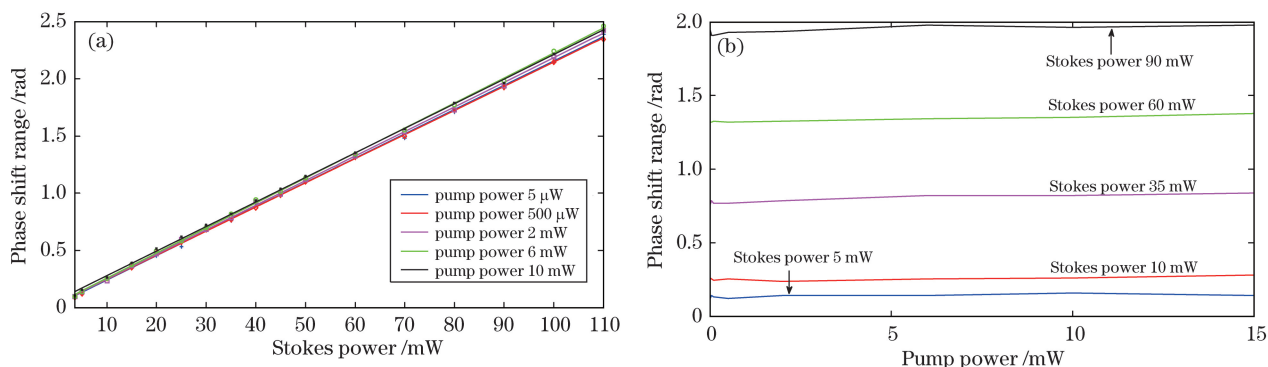 (a)
Phase shift range /rad
2.5
2.0
1.5
1.0
0.5
0
pump power 5 μW
pump power 500 μW
pump power 2 mW
pump power 6 mW
pump power 10 mW
10 20 30 40 50 60 70 80 90 100 110
Stokes power /mW
(b)
Phase shift range /rad
2.0
1.5
1.0
0.5
0
Stokes power 90 mW
Stokes power 60 mW
Stokes power 35 mW
Stokes power 5 mW
Stokes power 10 mW
0 5 10 15
Pump power /mW